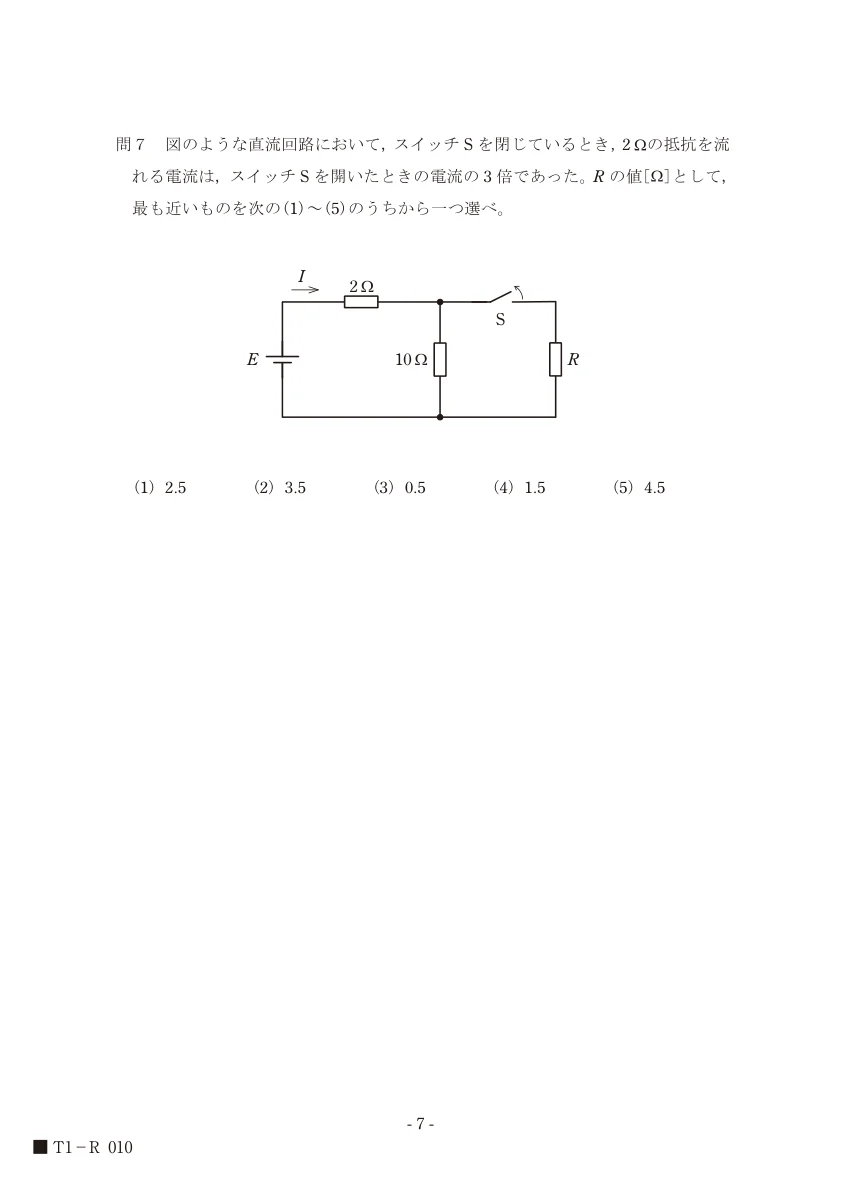 問7 図のような直流回路において，スイッチSを閉じているとき，2Ωの抵抗を流
れる電流は，スイッチSを開いたときの電流の3倍であった。Rの値[Ω]として，
最も近いものを次の(1)～(5)のうちから一つ選べ。
I
2Ω
S
E
10Ω
R
(1) 2.5 (2) 3.5 (3) 0.5 (4) 1.5 (5) 4.5
- 7 -
■ T1－R 010